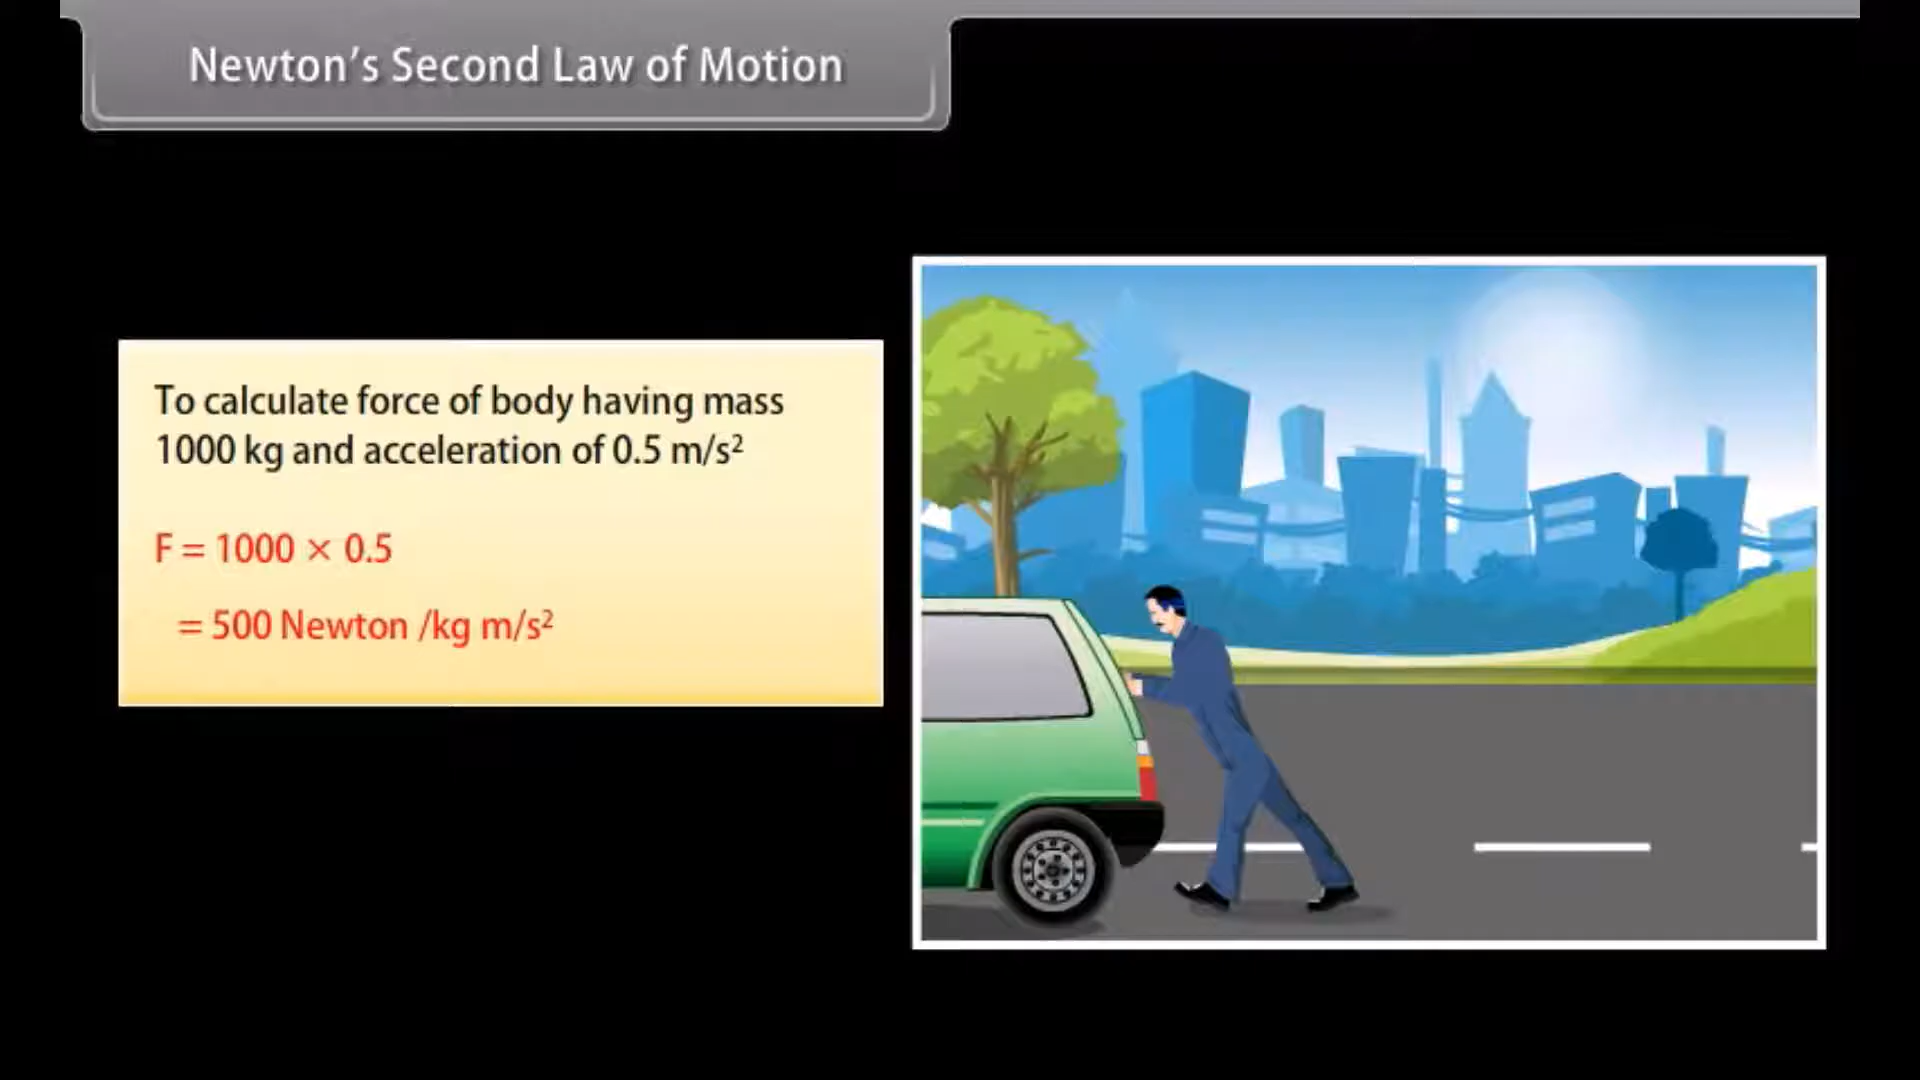 Newton's Second Law of Motion
To calculate force of body having mass
1000 kg and acceleration of 0.5 m/s²
F = 1000 × 0.5
= 500 Newton /kg m/s²